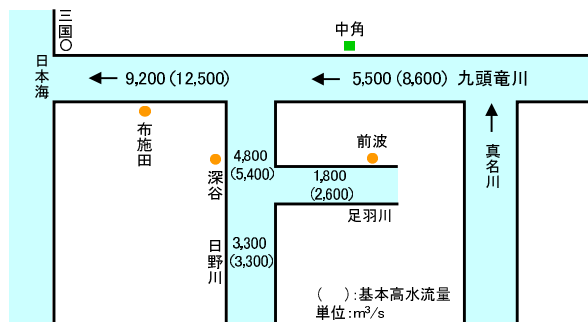 三国
日本海
中角
9,200(12,500)
5,500(8,600)
九頭竜川
布施田
深谷
4,800
(5,400)
前波
1,800
(2,600)
足羽川
真名川
日野川
3,300
(3,300)
(　):基本高水流量
単位:m³/s